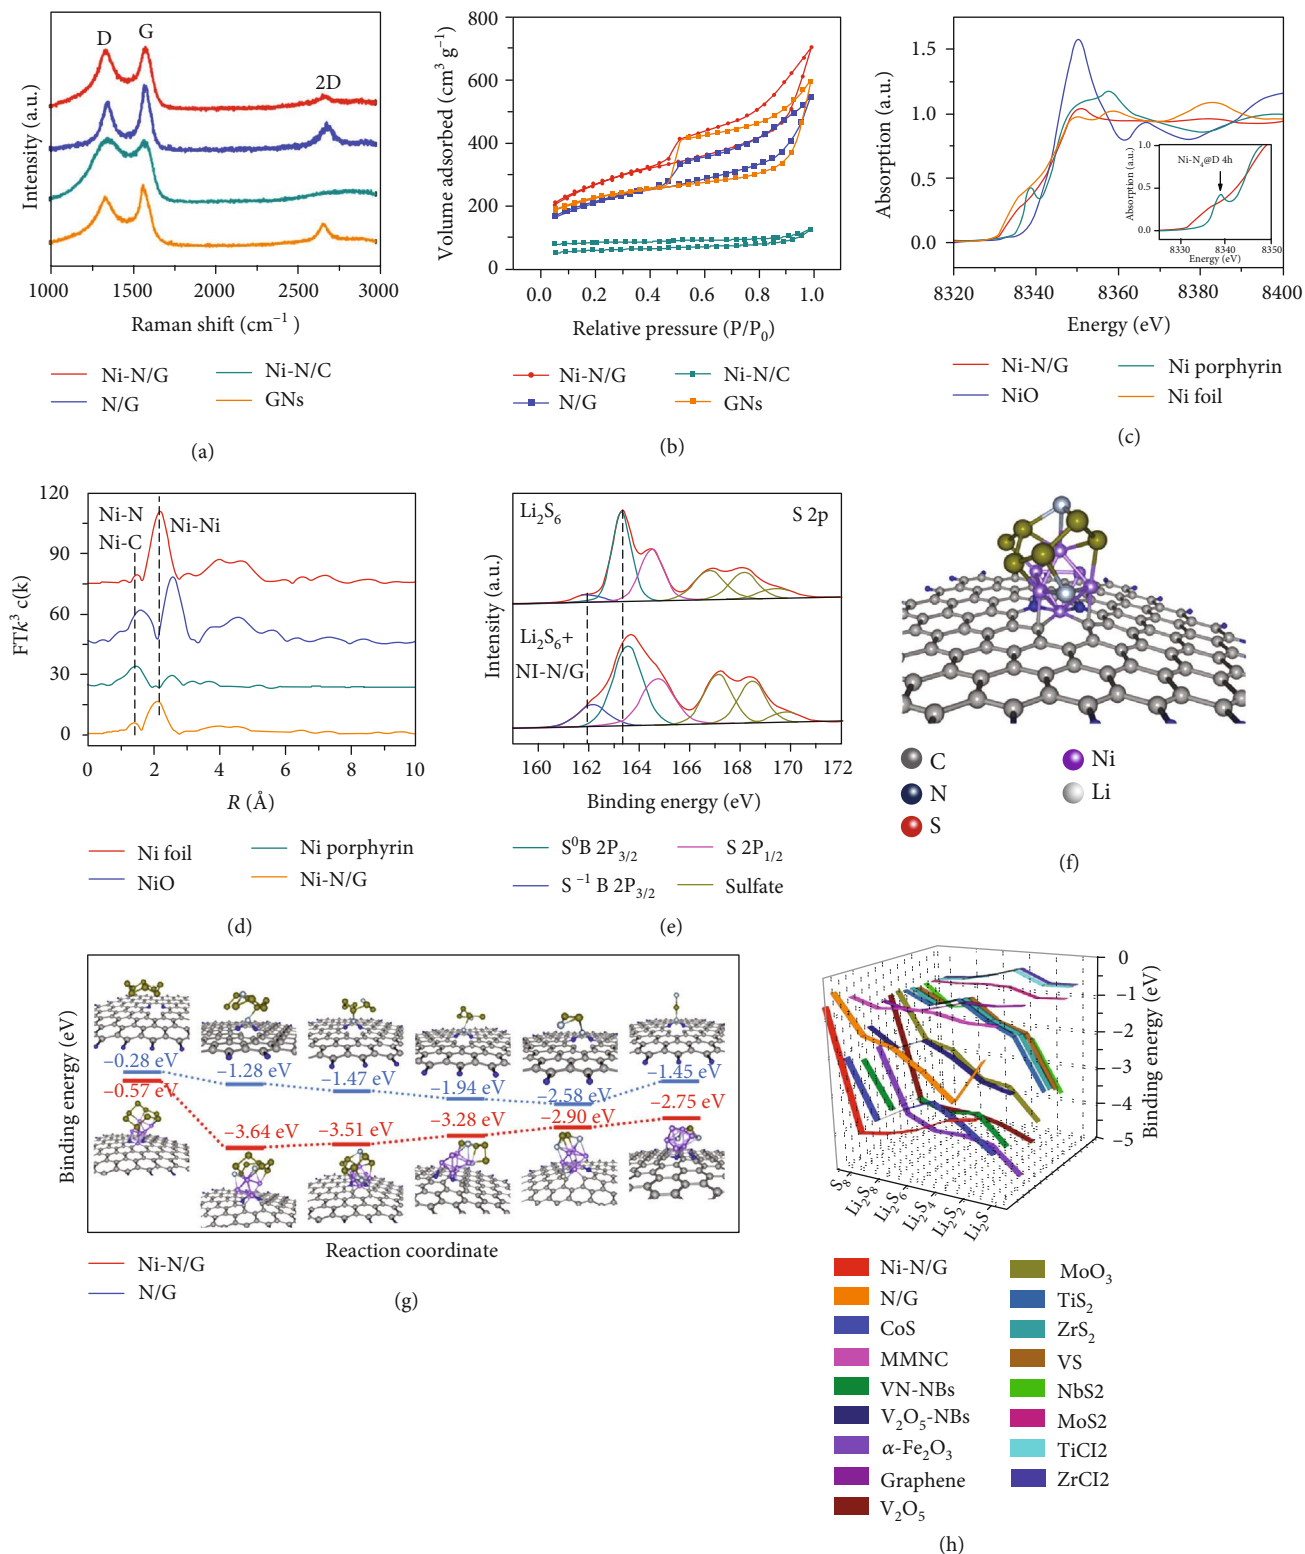 D
G
2D
Intensity (a.u.)
1000 1500 2000 2500 3000
Raman shift (cm⁻¹ )
Ni-N/G Ni-N/C
N/G GNs
(a)
800
600
400
200
0
Volume adsorbed (cm³ g⁻¹)
0.0 0.2 0.4 0.6 0.8 1.0
Relative pressure (P/P₀)
Ni-N/G Ni-N/C
N/G GNs
(b)
1.5
1.0
0.5
0.0
Absorption (a.u.)
8320 8340 8360 8380 8400
Energy (eV)
Ni-N₄@D 4h
1.0
0.5
0.0
Absorption (a.u.)
8330 8340 8350
Energy (eV)
Ni-N/G Ni porphyrin
NiO Ni foil
(c)
120
90
60
30
0
FTk³ c(k)
Ni-N
Ni-C
Ni-Ni
0 2 4 6 8 10
R (Å)
Ni foil Ni porphyrin
NiO Ni-N/G
(d)
Li₂S₆ S 2p
Li₂S₆+
NI-N/G
Intensity (a.u.)
160 162 164 166 168 170 172
Binding energy (eV)
S⁰B 2P₃/₂ S 2P₁/₂
S ⁻¹ B 2P₃/₂ Sulfate
(e)
C Ni
N Li
S
(f)
Binding energy (eV)
−0.28 eV
−1.28 eV
−1.47 eV
−1.94 eV
−2.58 eV
−1.45 eV
−0.57 eV
−3.64 eV
−3.51 eV
−3.28 eV
−2.90 eV
−2.75 eV
Reaction coordinate
Ni-N/G
N/G
(g)
0
−1
−2
−3
−4
−5
Binding energy (eV)
S₈ Li₂S₈ Li₂S₆ Li₂S₄ Li₂S₂ Li₂S
Ni-N/G MoO₃
N/G TiS₂
CoS ZrS₂
MMNC VS
VN-NBs NbS2
V₂O₅-NBs MoS2
α-Fe₂O₃ TiCI2
Graphene ZrCI2
V₂O₅
(h)